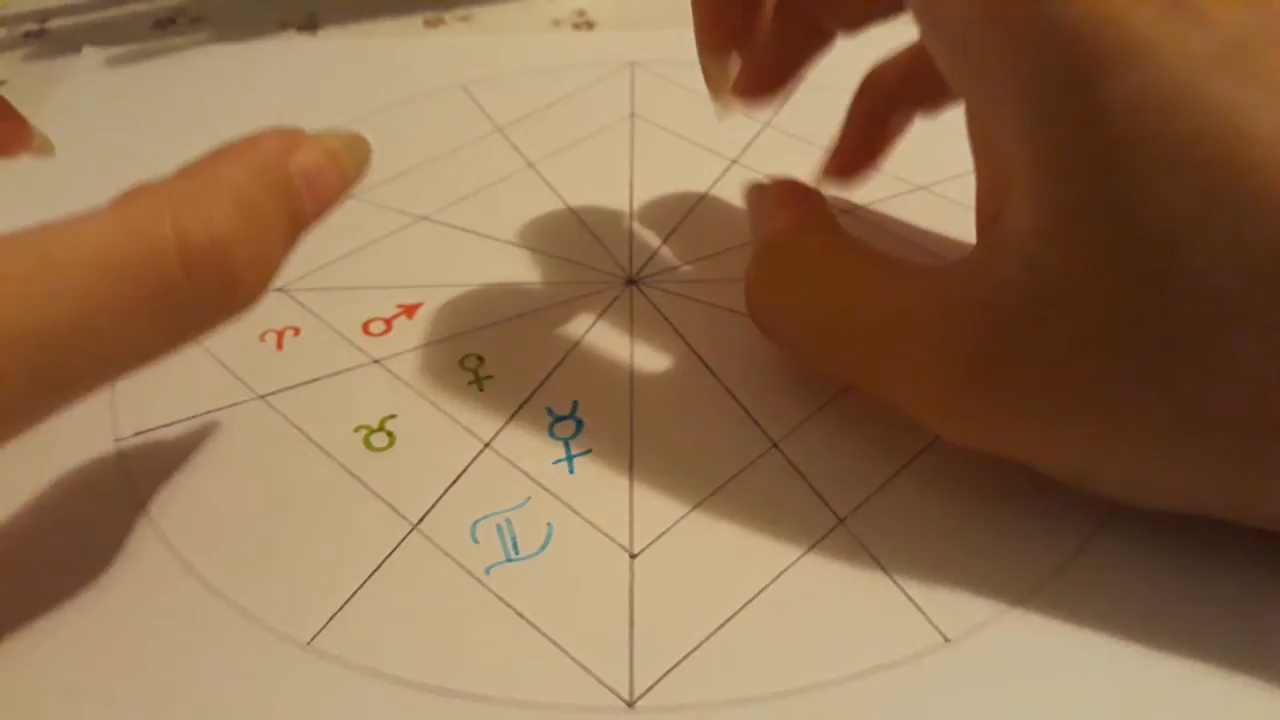 ♈ ♂
♀
♉ ☿
♊